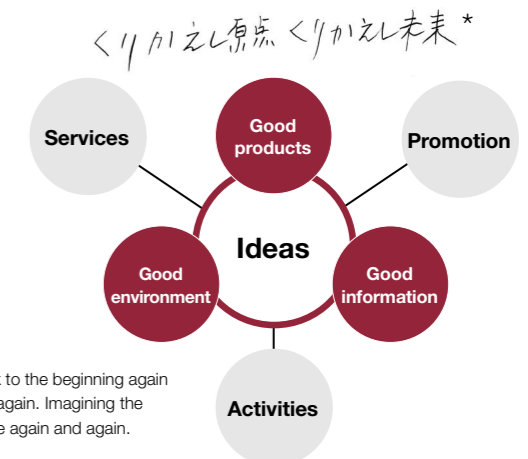 くりかえし原点 くりかえし未来*
Services
Good
products
Promotion
Ideas
Good
environment
Good
information
Activities
to the beginning again
again. Imagining the
again and again.